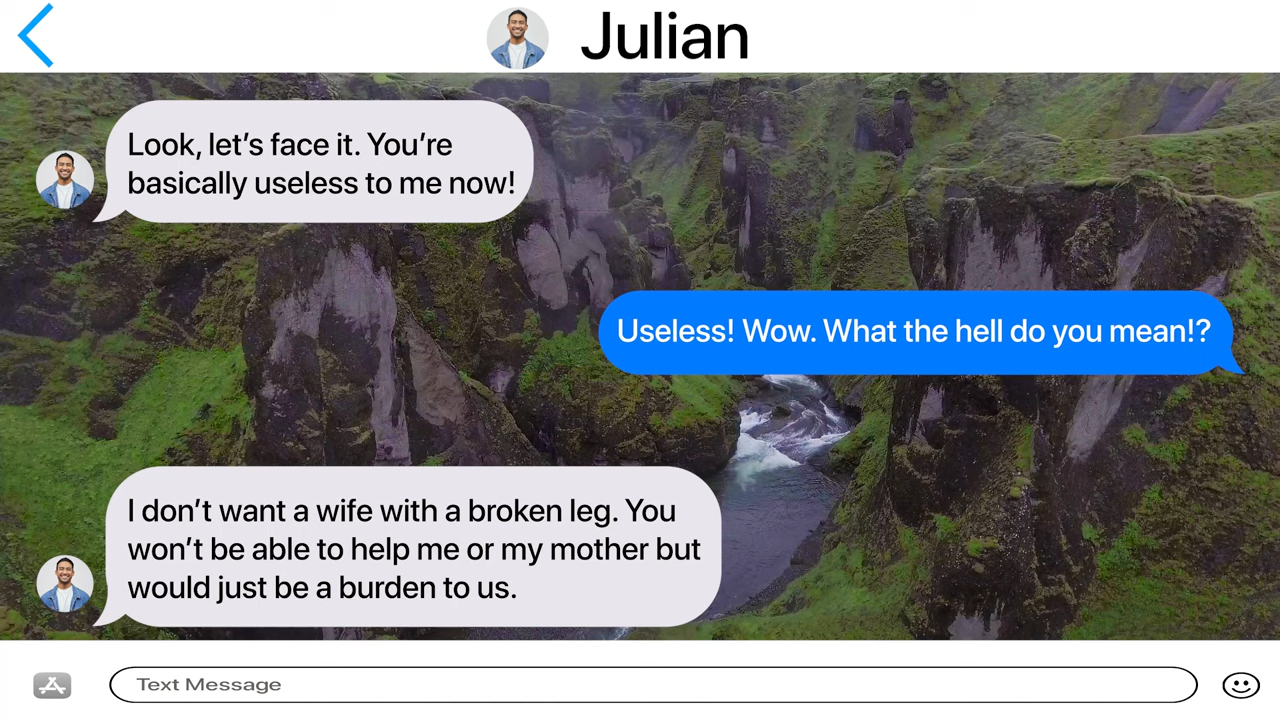 Julian
Look, let’s face it. You’re
basically useless to me now!
Useless! Wow. What the hell do you mean!?
I don’t want a wife with a broken leg. You
won’t be able to help me or my mother but
would just be a burden to us.
Text Message